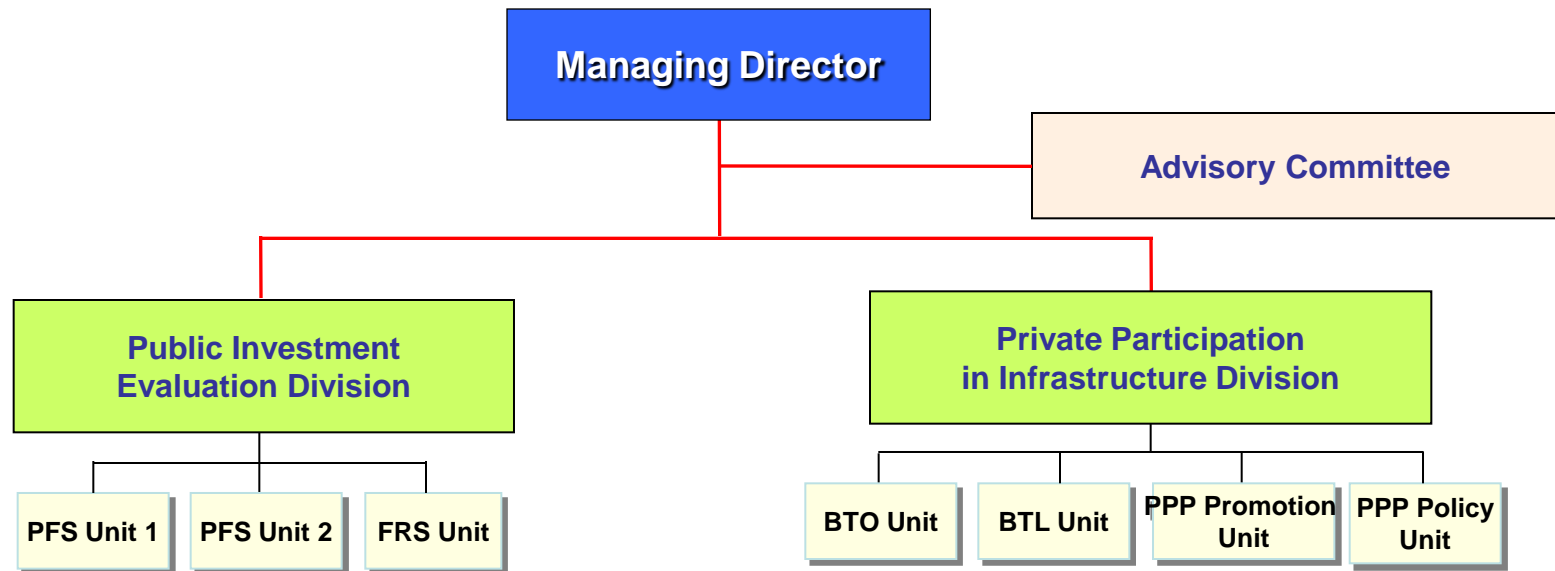 Managing Director
Advisory Committee
Public Investment
Evaluation Division
Private Participation
in Infrastructure Division
PFS Unit 1
PFS Unit 2
FRS Unit
BTO Unit
BTL Unit
PPP Promotion
Unit
PPP Policy
Unit